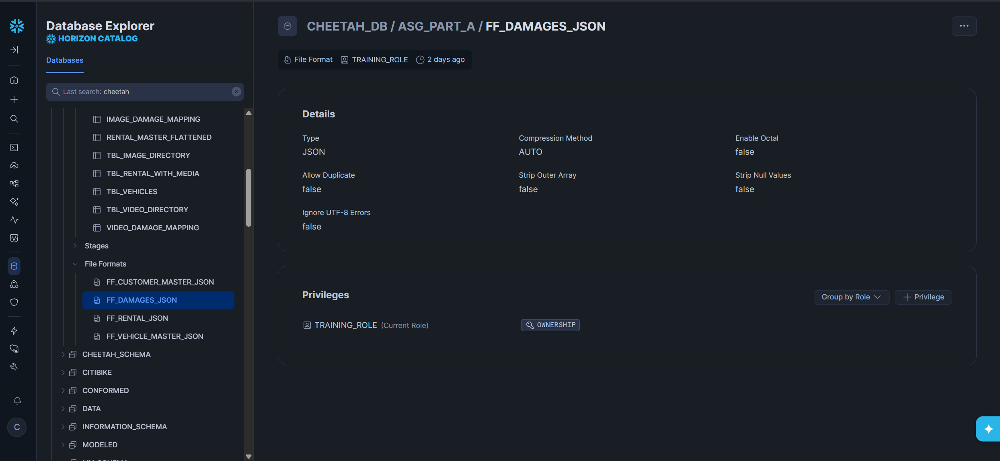 Database Explorer
HORIZON CATALOG
Databases
Last search: cheetah
IMAGE_DAMAGE_MAPPING
RENTAL_MASTER_FLATTENED
TBL_IMAGE_DIRECTORY
TBL_RENTAL_WITH_MEDIA
TBL_VEHICLES
TBL_VIDEO_DIRECTORY
VIDEO_DAMAGE_MAPPING
Stages
File Formats
FF_CUSTOMER_MASTER_JSON
FF_DAMAGES_JSON
FF_RENTAL_JSON
FF_VEHICLE_MASTER_JSON
CHEETAH_SCHEMA
CITIBIKE
CONFORMED
DATA
INFORMATION_SCHEMA
MODELED
C
CHEETAH_DB / ASG_PART_A / FF_DAMAGES_JSON
File Format TRAINING_ROLE 2 days ago
Details
Type Compression Method Enable Octal
JSON AUTO false
Allow Duplicate Strip Outer Array Strip Null Values
false false false
Ignore UTF-8 Errors
false
Privileges
Group by Role + Privilege
TRAINING_ROLE (Current Role) OWNERSHIP